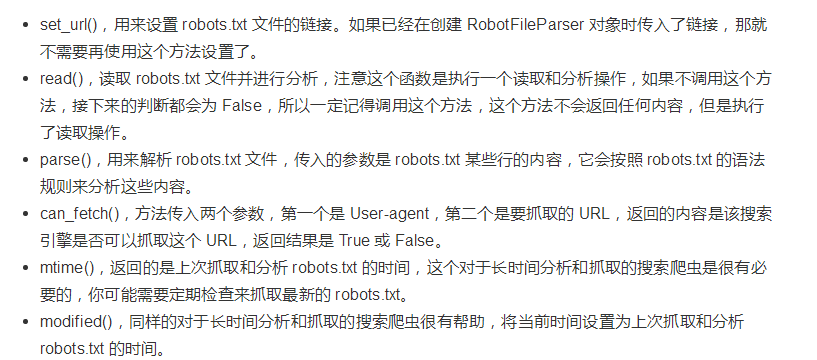 • set_url()，用来设置 robots.txt 文件的链接。如果已经在创建 RobotFileParser 对象时传入了链接，那就
不需要再使用这个方法设置了。
• read()，读取 robots.txt 文件并进行分析，注意这个函数是执行一个读取和分析操作，如果不调用这个方
法，接下来的判断都会为 False，所以一定记得调用这个方法，这个方法不会返回任何内容，但是执行
了读取操作。
• parse()，用来解析 robots.txt 文件，传入的参数是 robots.txt 某些行的内容，它会按照 robots.txt 的语法
规则来分析这些内容。
• can_fetch()，方法传入两个参数，第一个是 User-agent，第二个是要抓取的 URL，返回的内容是该搜索
引擎是否可以抓取这个 URL，返回结果是 True 或 False。
• mtime()，返回的是上次抓取和分析 robots.txt 的时间，这个对于长时间分析和抓取的搜索爬虫是很有必
要的，你可能需要定期检查来抓取最新的 robots.txt。
• modified()，同样的对于长时间分析和抓取的搜索爬虫很有帮助，将当前时间设置为上次抓取和分析
robots.txt 的时间。